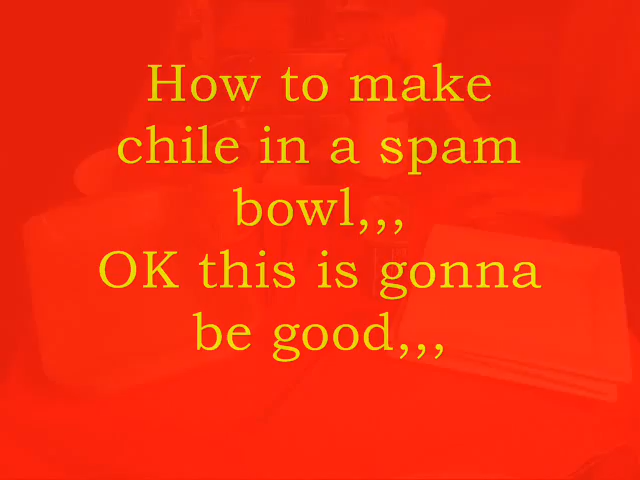 How to make
chile in a spam
bowl,,,
OK this is gonna
be good,,,